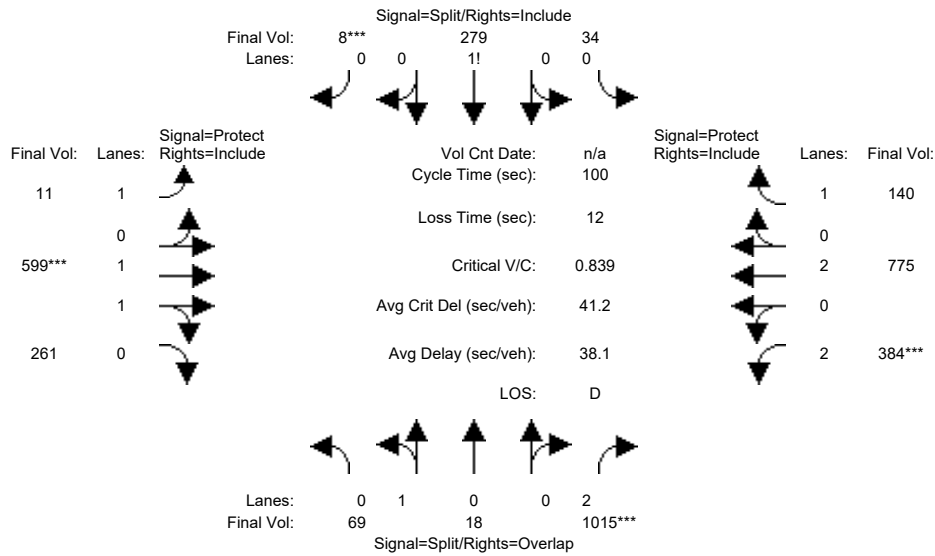 Signal=Split/Rights=Include
Final Vol: 8*** 279 34
Lanes: 0 0 1! 0 0
Signal=Protect
Final Vol: Lanes: Rights=Include
Vol Cnt Date: n/a
Signal=Protect
Rights=Include Lanes: Final Vol:
Cycle Time (sec): 100
11 1
1 140
Loss Time (sec): 12
0
0
599*** 1
Critical V/C: 0.839
2 775
1
Avg Crit Del (sec/veh): 41.2
0
261 0
Avg Delay (sec/veh): 38.1
2 384***
LOS: D
Lanes: 0 1 0 0 2
Final Vol: 69 18 1015***
Signal=Split/Rights=Overlap